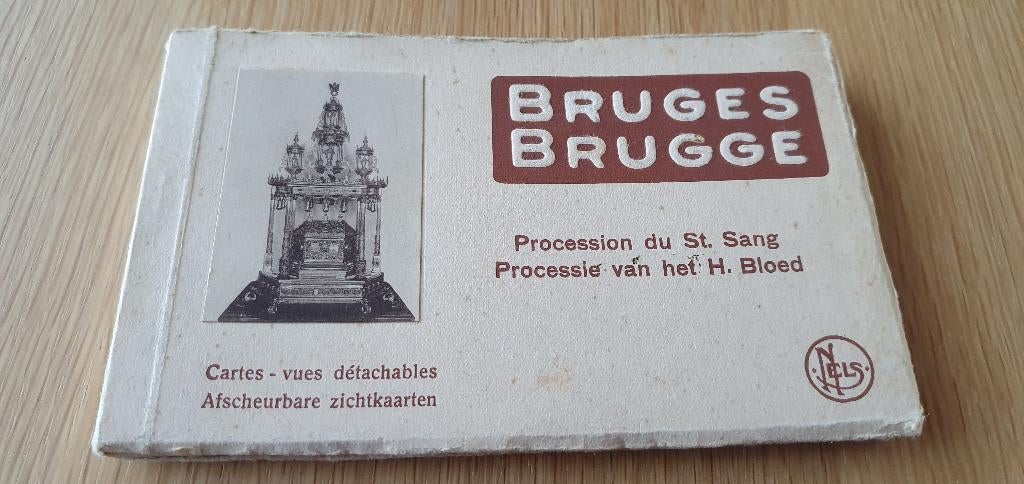 BRUGES
BRUGGE
Procession du St. Sang
Processie van het H. Bloed
Cartes - vues détachables
Afscheurbare zichtkaarten
NELS